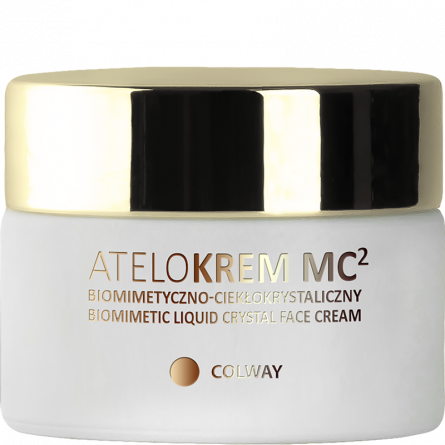 ATELOKREM MC²
BIOMIMETYCZNO-CIEKŁOKRYSTALICZNY
BIOMIMETIC LIQUID CRYSTAL FACE CREAM
COLWAY